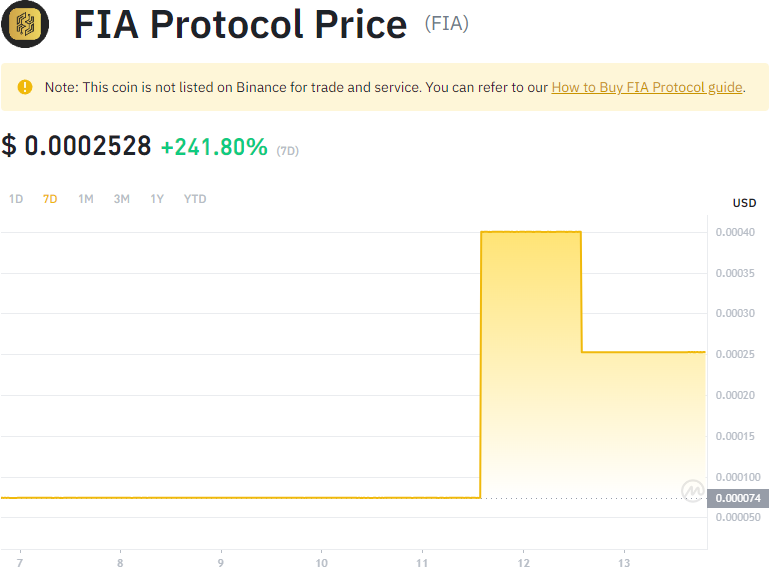 FIA Protocol Price (FIA)
Note: This coin is not listed on Binance for trade and service. You can refer to our How to Buy FIA Protocol guide.
$ 0.0002528 +241.80% (7D)
1D 7D 1M 3M 1Y YTD
USD
0.00040
0.00035
0.00030
0.00025
0.00020
0.00015
0.000100
0.000074
0.000050
7 8 9 10 11 12 13